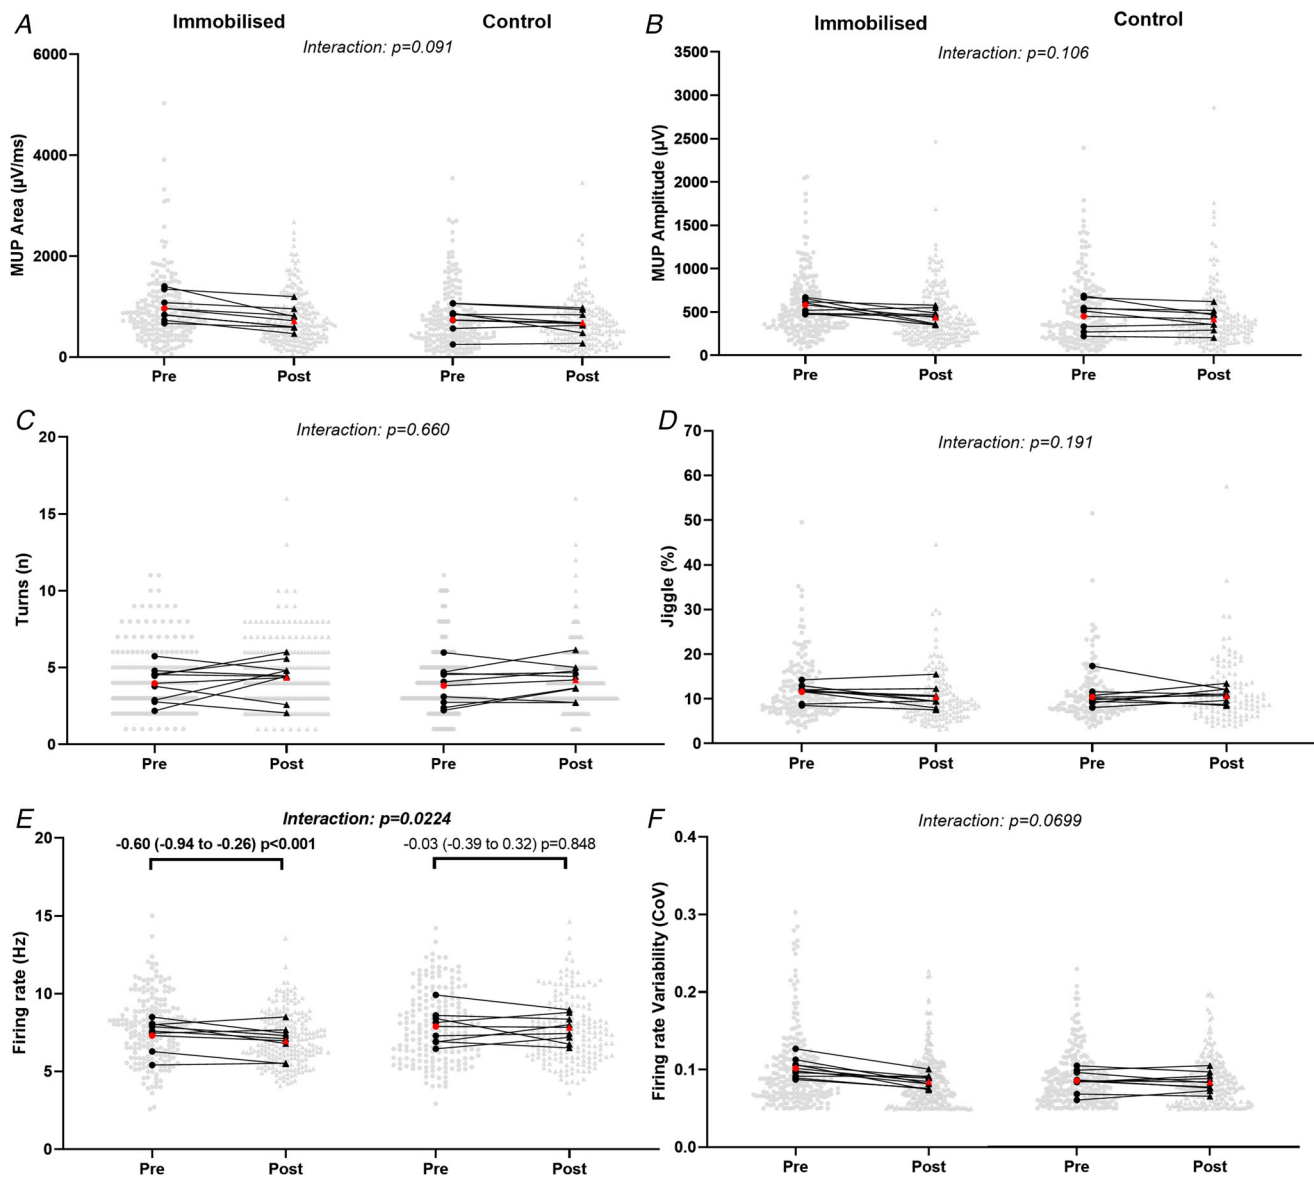 A
Immobilised
Control
Interaction: p=0.091
MUP Area (µV/ms)
6000
4000
2000
0
Pre
Post
Pre
Post
B
Immobilised
Control
Interaction: p=0.106
MUP Amplitude (µV)
3500
3000
2500
2000
1500
1000
500
0
Pre
Post
Pre
Post
C
Interaction: p=0.660
Turns (n)
20
15
10
5
0
Pre
Post
Pre
Post
D
Interaction: p=0.191
Jiggle (%)
70
60
50
40
30
20
10
0
Pre
Post
Pre
Post
E
Interaction: p=0.0224
-0.60 (-0.94 to -0.26) p<0.001
-0.03 (-0.39 to 0.32) p=0.848
Firing rate (Hz)
20
15
10
5
0
Pre
Post
Pre
Post
F
Interaction: p=0.0699
Firing rate Variability (CoV)
0.4
0.3
0.2
0.1
0.0
Pre
Post
Pre
Post